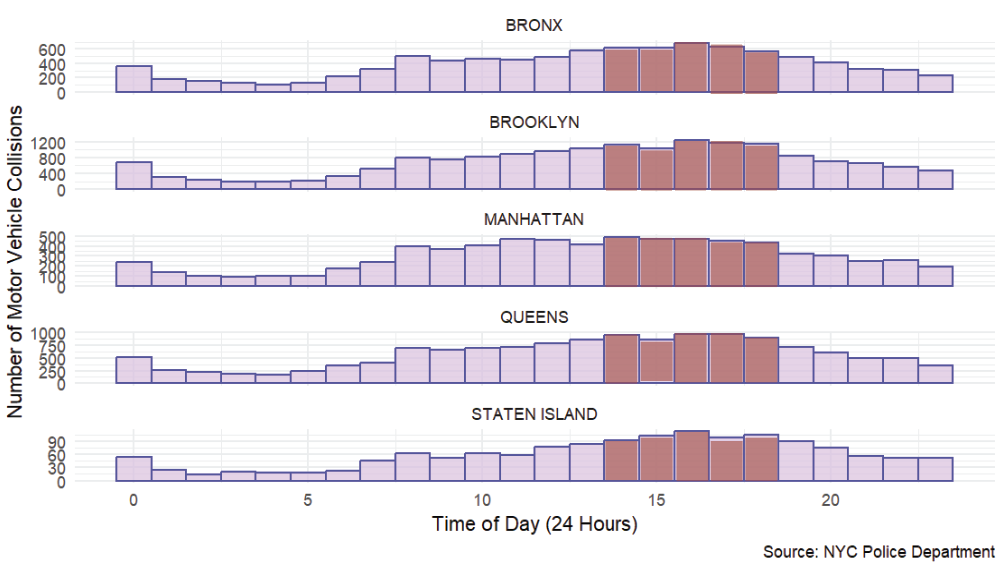 BRONX
600
400
200
0
BROOKLYN
1200
800
400
0
MANHATTAN
500
400
300
200
100
0
QUEENS
1000
750
500
250
0
STATEN ISLAND
90
60
30
0
0 5 10 15 20
Number of Motor Vehicle Collisions
Time of Day (24 Hours)
Source: NYC Police Department